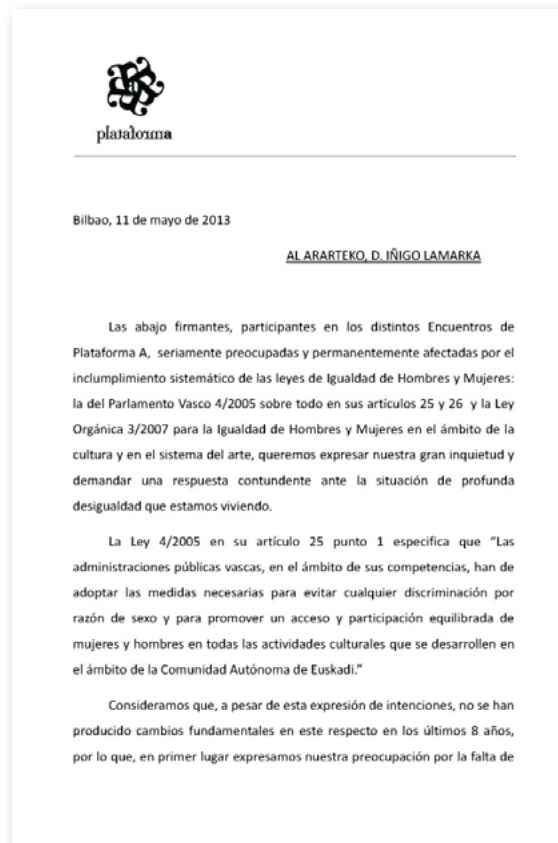 plataforma
Bilbao, 11 de mayo de 2013
AL ARARTEKO, D. IÑIGO LAMARKA
Las abajo firmantes, participantes en los distintos Encuentros de
Plataforma A, seriamente preocupadas y permanentemente afectadas por el
inclumplimiento sistemático de las leyes de Igualdad de Hombres y Mujeres:
la del Parlamento Vasco 4/2005 sobre todo en sus artículos 25 y 26 y la Ley
Orgánica 3/2007 para la Igualdad de Hombres y Mujeres en el ámbito de la
cultura y en el sistema del arte, queremos expresar nuestra gran inquietud y
demandar una respuesta contundente ante la situación de profunda
desigualdad que estamos viviendo.
La Ley 4/2005 en su artículo 25 punto 1 especifica que “Las
administraciones públicas vascas, en el ámbito de sus competencias, han de
adoptar las medidas necesarias para evitar cualquier discriminación por
razón de sexo y para promover un acceso y participación equilibrada de
mujeres y hombres en todas las actividades culturales que se desarrollen en
el ámbito de la Comunidad Autónoma de Euskadi.”
Consideramos que, a pesar de esta expresión de intenciones, no se han
producido cambios fundamentales en este respecto en los últimos 8 años,
por lo que, en primer lugar expresamos nuestra preocupación por la falta de